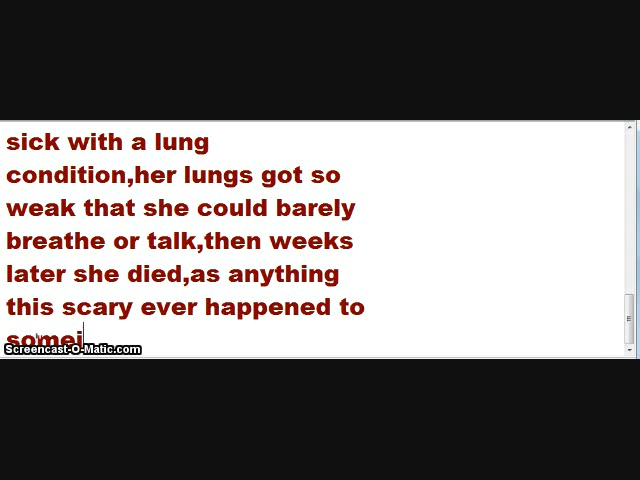 sick with a lung
condition,her lungs got so
weak that she could barely
breathe or talk,then weeks
later she died,as anything
this scary ever happened to
somei
Screencast-O-Matic.com